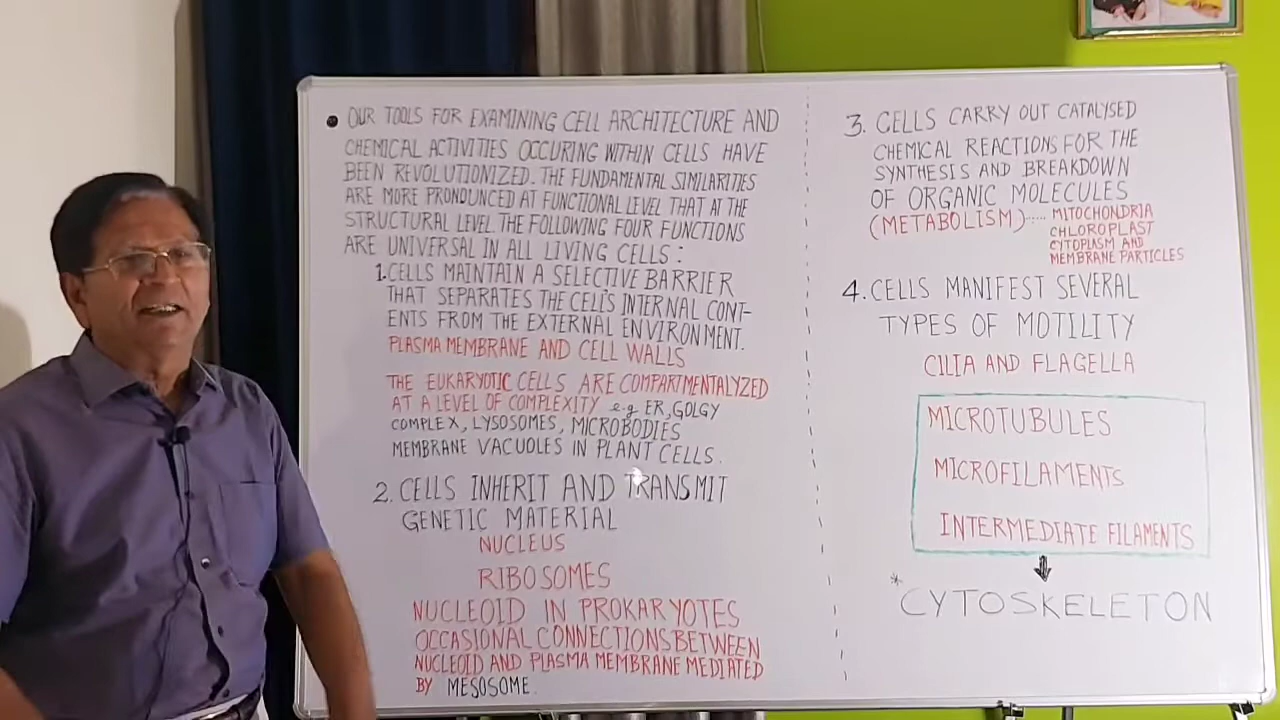 ● OUR TOOLS FOR EXAMINING CELL ARCHITECTURE AND
CHEMICAL ACTIVITIES OCCURING WITHIN CELLS HAVE
BEEN REVOLUTIONIZED. THE FUNDAMENTAL SIMILARITIES
ARE MORE PRONOUNCED AT FUNCTIONAL LEVEL THAT AT THE
STRUCTURAL LEVEL. THE FOLLOWING FOUR FUNCTIONS
ARE UNIVERSAL IN ALL LIVING CELLS :
1. CELLS MAINTAIN A SELECTIVE BARRIER
THAT SEPARATES THE CELL'S INTERNAL CONT-
ENTS FROM THE EXTERNAL ENVIRONMENT.
PLASMA MEMBRANE AND CELL WALLS
THE EUKARYOTIC CELLS ARE COMPARTMENTALYZED
AT A LEVEL OF COMPLEXITY e.g ER, GOLGY
COMPLEX, LYSOSOMES, MICROBODIES
MEMBRANE VACUOLES IN PLANT CELLS.
2. CELLS INHERIT AND TRANSMIT
GENETIC MATERIAL
NUCLEUS
RIBOSOMES
NUCLEOID IN PROKARYOTES
OCCASIONAL CONNECTIONS BETWEEN
NUCLEOID AND PLASMA MEMBRANE MEDIATED
BY MESOSOME.
3. CELLS CARRY OUT CATALYSED
CHEMICAL REACTIONS FOR THE
SYNTHESIS AND BREAKDOWN
OF ORGANIC MOLECULES
(METABOLISM)..... MITOCHONDRIA
CHLOROPLAST
CYTOPLASM AND
MEMBRANE PARTICLES
4. CELLS MANIFEST SEVERAL
TYPES OF MOTILITY
CILIA AND FLAGELLA
MICROTUBULES
MICROFILAMENTS
INTERMEDIATE FILAMENTS
*CYTOSKELETON